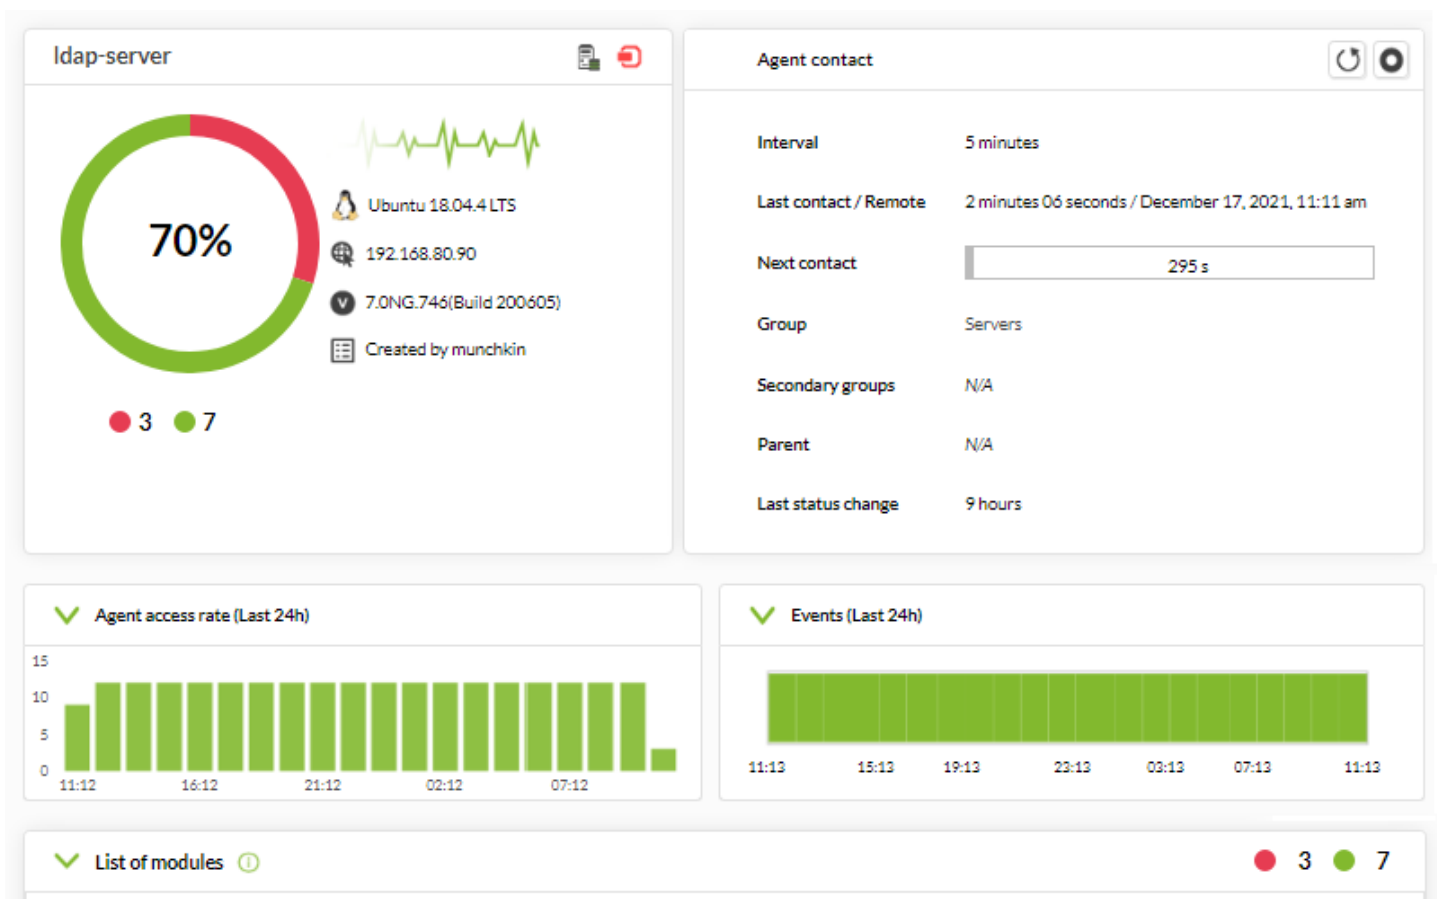 ldap-server
70%
Ubuntu 18.04.4 LTS
192.168.80.90
V 7.0NG.746(Build 200605)
Created by munchkin
3 7
Agent contact
Interval 5 minutes
Last contact / Remote 2 minutes 06 seconds / December 17, 2021, 11:11 am
Next contact 295 s
Group Servers
Secondary groups N/A
Parent N/A
Last status change 9 hours
Agent access rate (Last 24h)
15
10
5
0
11:12 16:12 21:12 02:12 07:12
Events (Last 24h)
11:13 15:13 19:13 23:13 03:13 07:13 11:13
List of modules 3 7